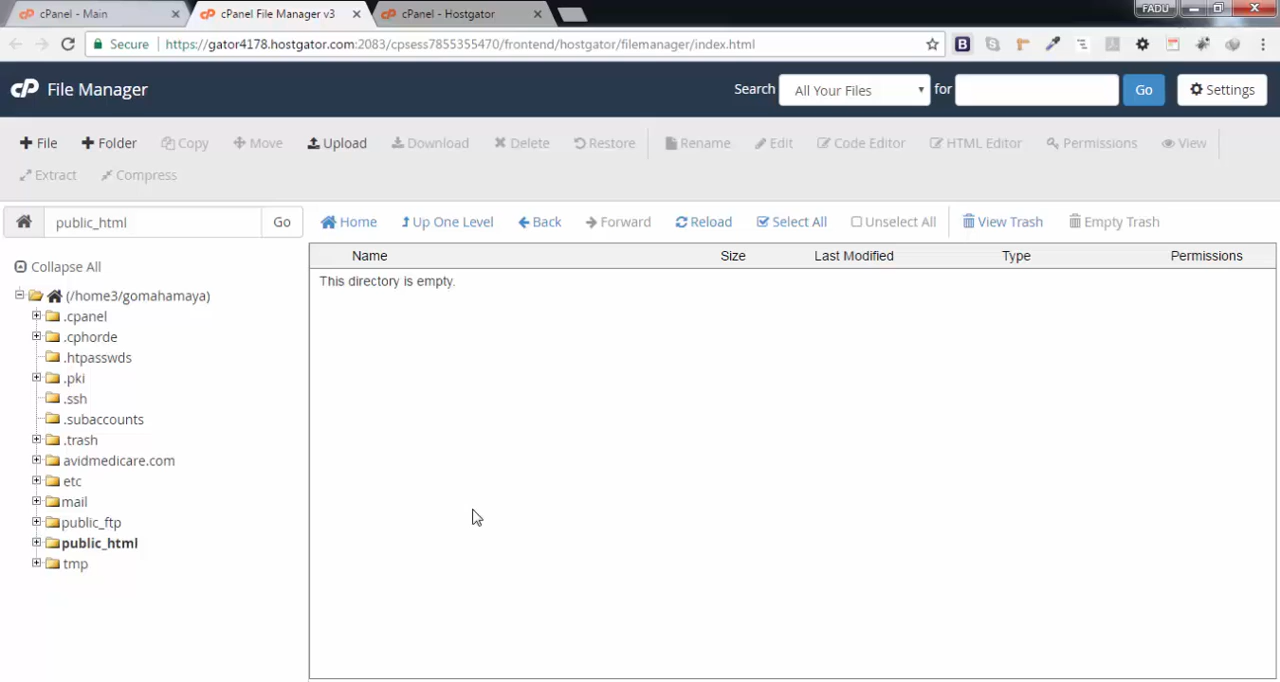 cPanel - Main
cPanel File Manager v3
cPanel - Hostgator
FADU
Secure
https://gator4178.hostgator.com:2083/cpsess7855355470/frontend/hostgator/filemanager/index.html
cP File Manager
Search
All Your Files
for
Go
Settings
File
Folder
Copy
Move
Upload
Download
Delete
Restore
Rename
Edit
Code Editor
HTML Editor
Permissions
View
Extract
Compress
public_html
Go
Home
Up One Level
Back
Forward
Reload
Select All
Unselect All
View Trash
Empty Trash
Collapse All
(/home3/gomahamaya)
.cpanel
.cphorde
.htpasswds
.pki
.ssh
.subaccounts
.trash
avidmedicare.com
etc
mail
public_ftp
public_html
tmp
Name Size Last Modified Type Permissions
This directory is empty.